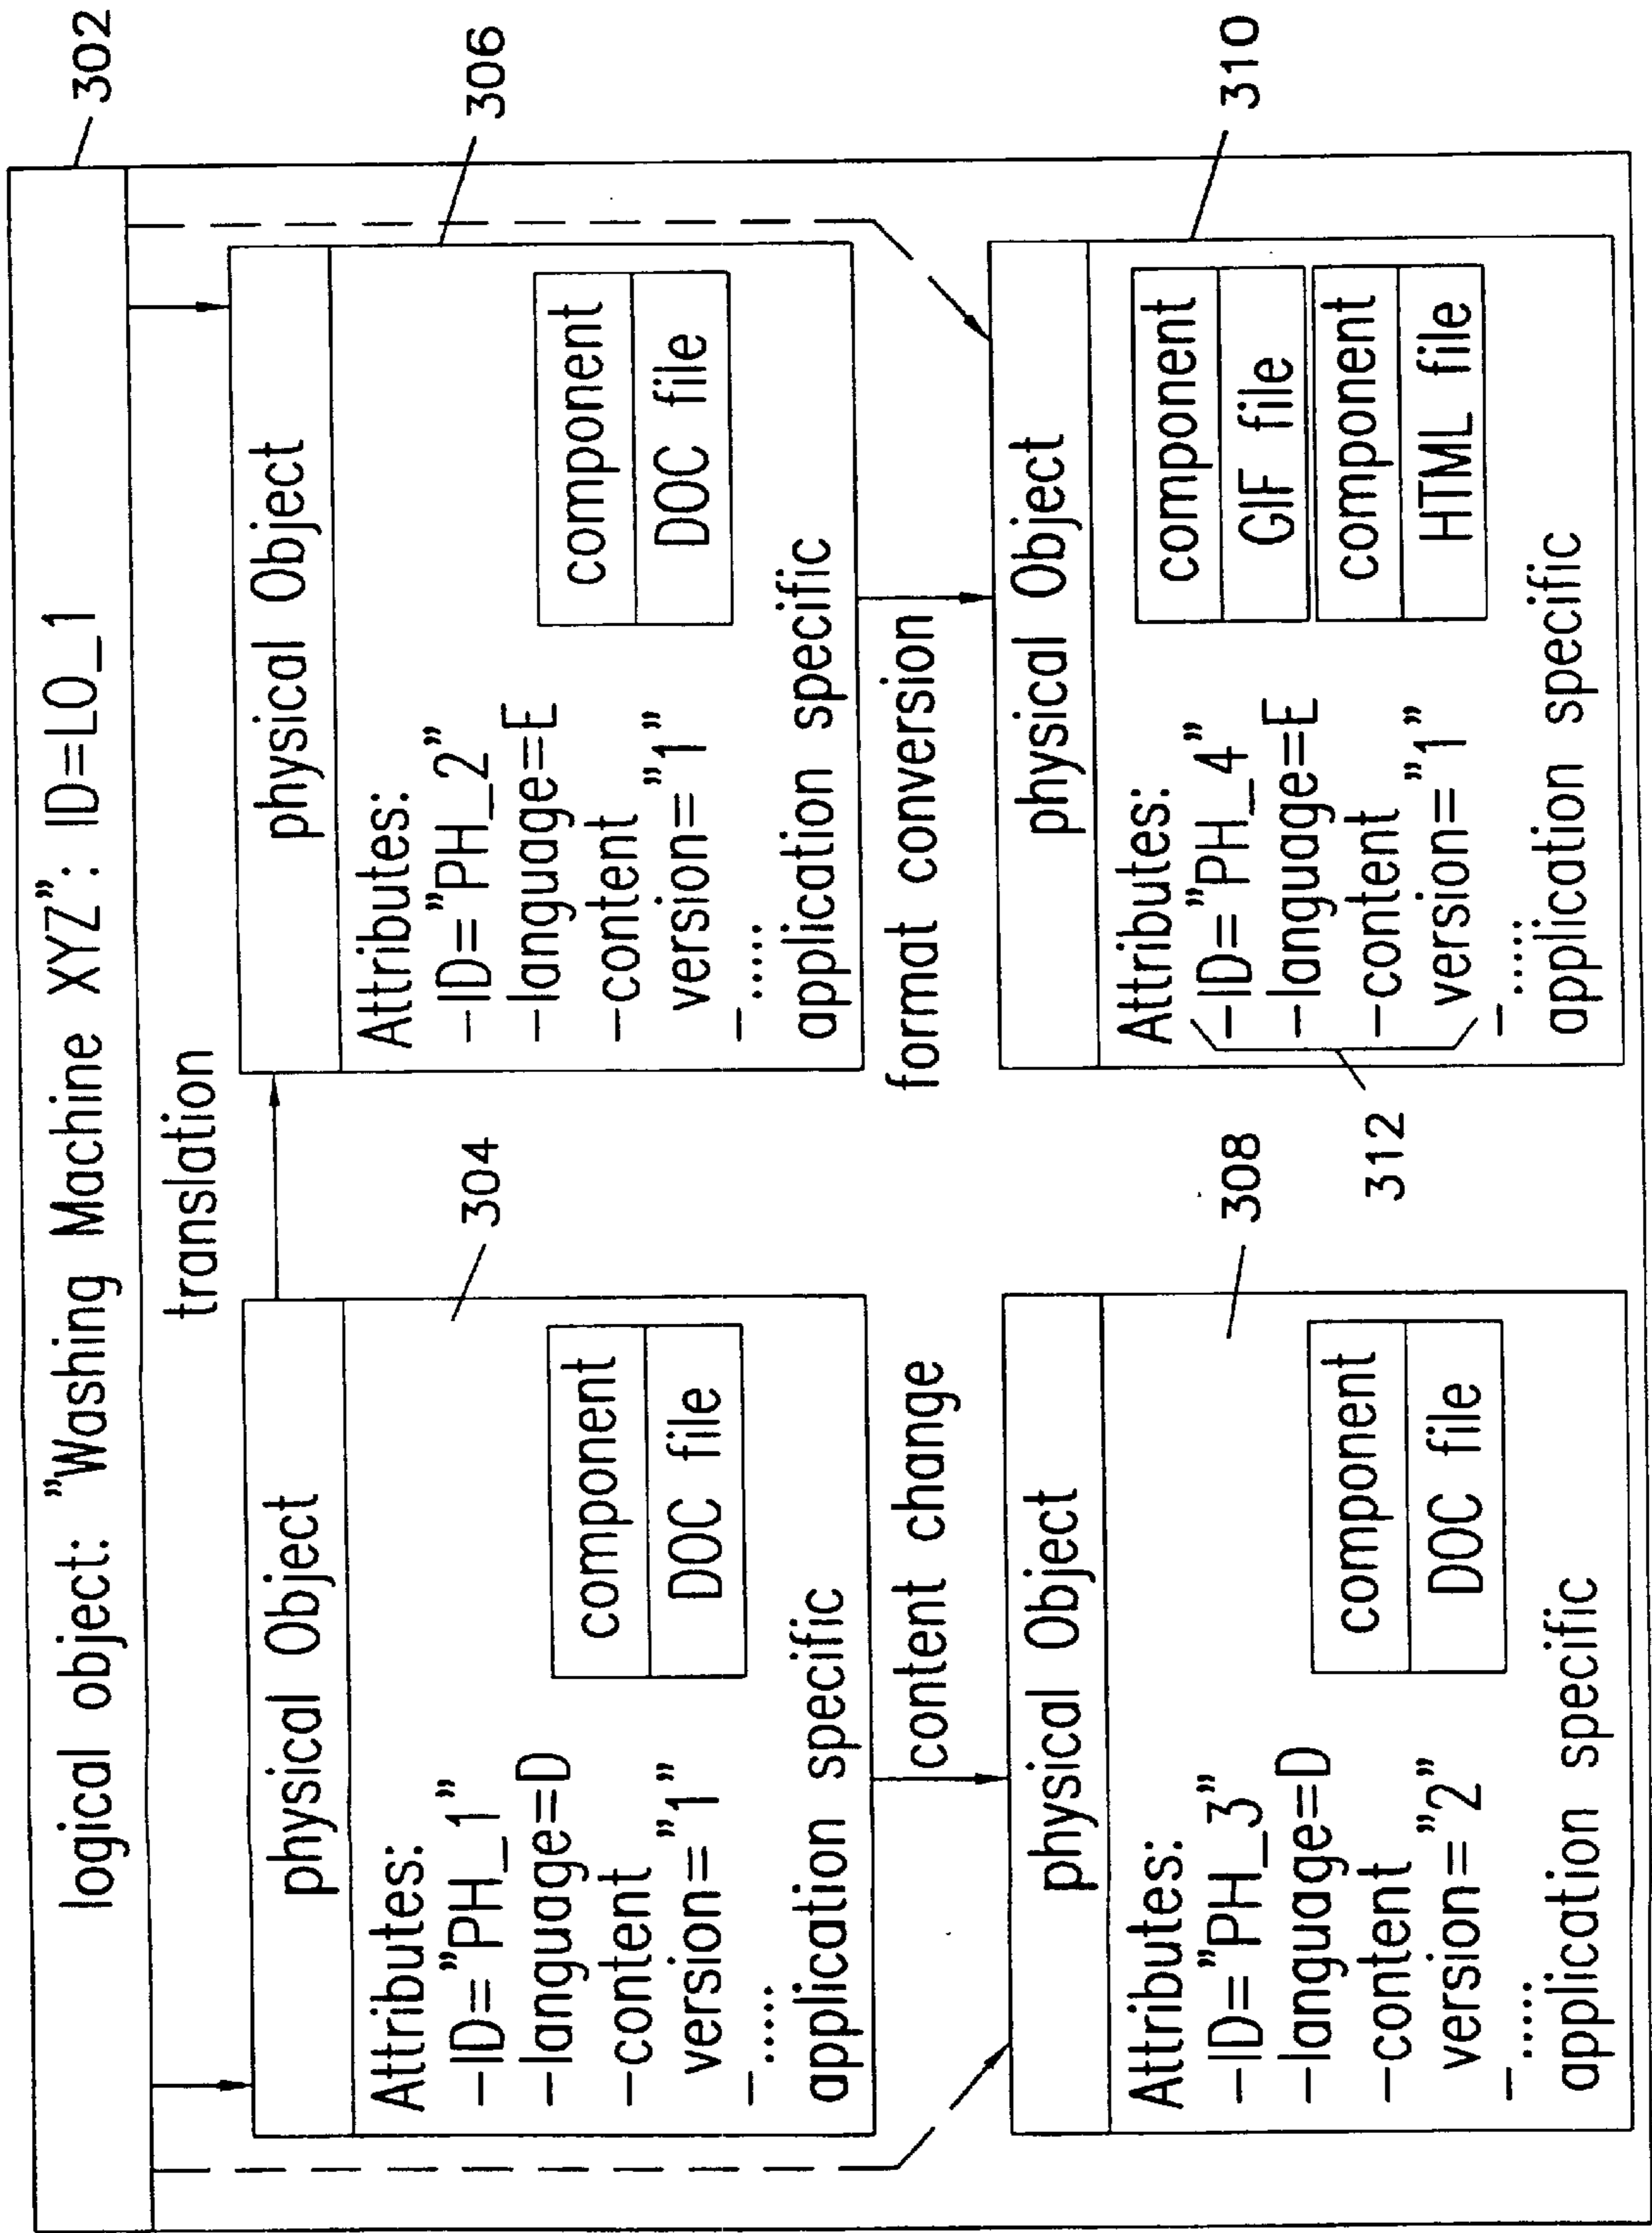 logical object: "Washing Machine XYZ": ID=LO_1
302
translation
physical Object
Attributes:
-ID="PH_1"
-language=D
-content
version="1"
-.....
application specific
component
DOC file
304
physical Object
Attributes:
-ID="PH_2"
-language=E
-content
version="1"
-.....
application specific
component
DOC file
306
content change
format conversion
physical Object
Attributes:
-ID="PH_3"
-language=D
-content
version="2"
-.....
application specific
component
DOC file
308
physical Object
Attributes:
-ID="PH_4"
-language=E
-content
version="1"
-.....
application specific
component
GIF file
component
HTML file
310
312